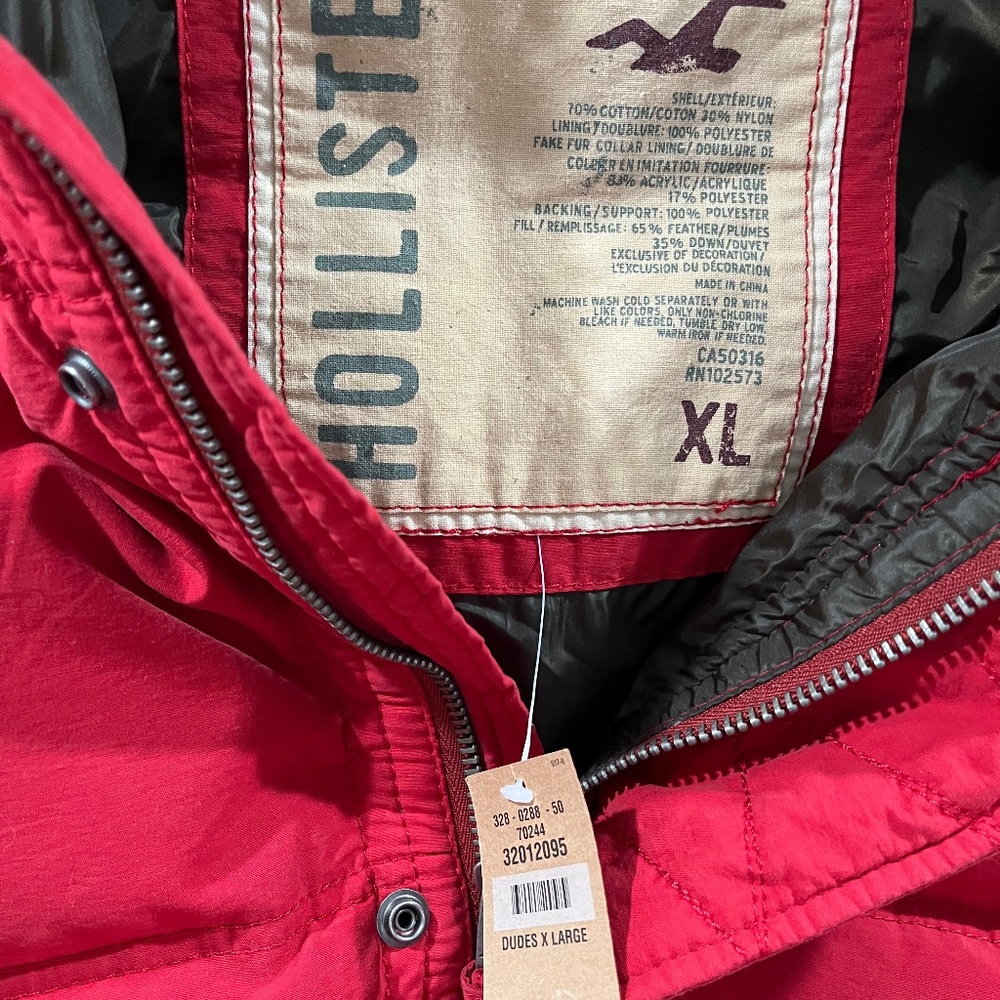 HOLLISTE
SHELL/EXTÉRIEUR:
70% COTTON/COTON 30% NYLON
LINING/DOUBLURE: 100% POLYESTER
FAKE FUR COLLAR LINING/DOUBLURE DE
COLLER EN IMITATION FOURRURE:
83% ACRYLIC/ACRYLIQUE
17% POLYESTER
BACKING/SUPPORT: 100% POLYESTER
FILL/REMPLISSAGE: 65% FEATHER/PLUMES
35% DOWN/DUVET
EXCLUSIVE OF DECORATION/
L'EXCLUSION DU DÉCORATION
MADE IN CHINA
MACHINE WASH COLD SEPARATELY OR WITH
LIKE COLORS, ONLY NON-CHLORINE
BLEACH IF NEEDED, TUMBLE DRY LOW,
WARM IRON IF NEEDED.
CA50316
RN102573
XL
328-0288-50
70244
32012095
DUDES X LARGE